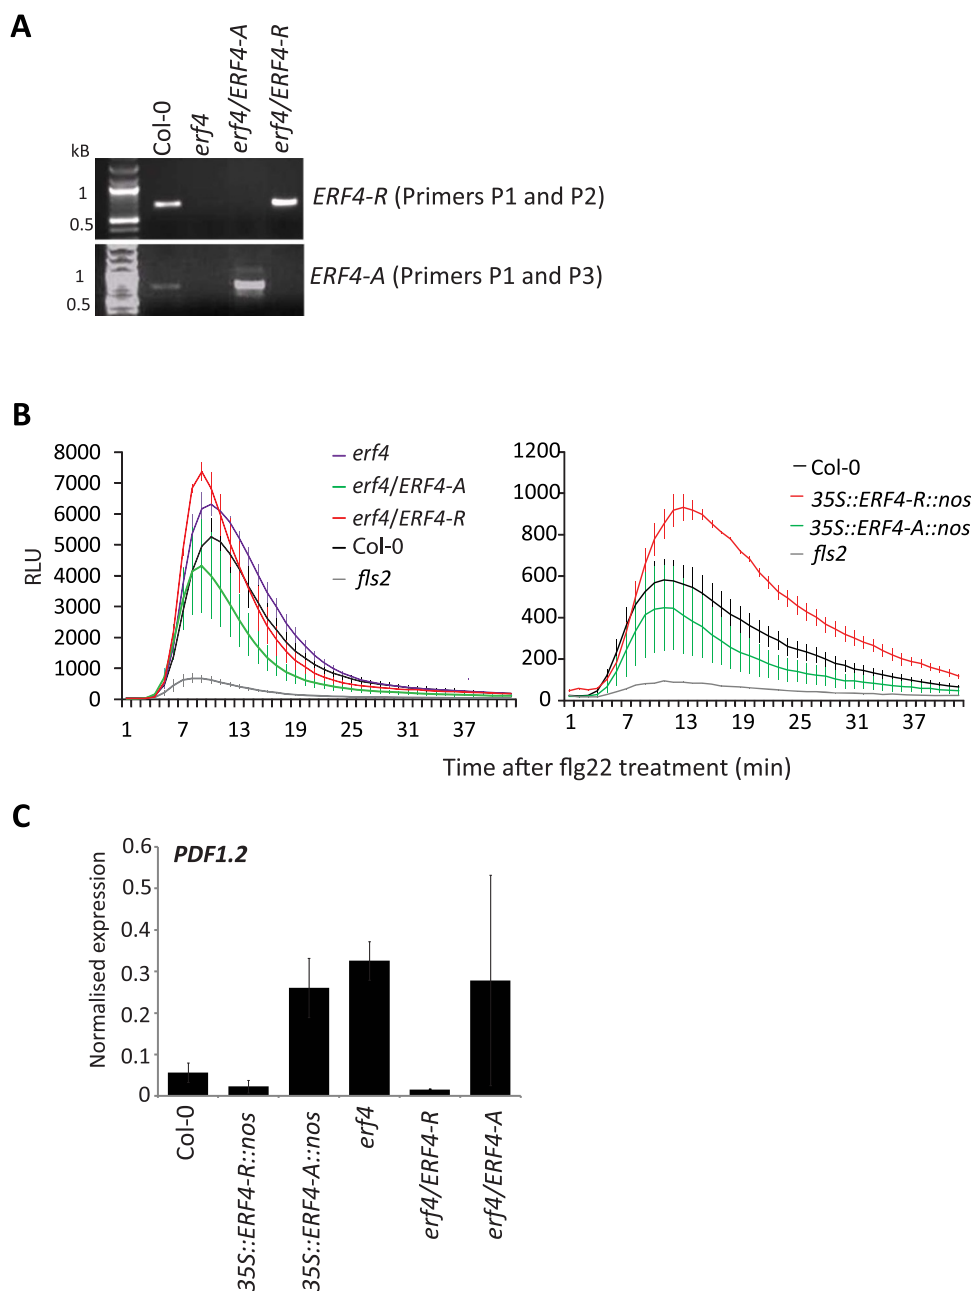 A
Col-0
erf4
erf4/ERF4-A
erf4/ERF4-R
kB
1
0.5
ERF4-R (Primers P1 and P2)
1
0.5
ERF4-A (Primers P1 and P3)
B
8000
7000
6000
5000
4000
3000
2000
1000
0
RLU
1 7 13 19 25 31 37
erf4
erf4/ERF4-A
erf4/ERF4-R
Col-0
fls2
1200
1000
800
600
400
200
0
1 7 13 19 25 31 37
Col-0
35S::ERF4-R::nos
35S::ERF4-A::nos
fls2
Time after flg22 treatment (min)
C
PDF1.2
Normalised expression
0.6
0.5
0.4
0.3
0.2
0.1
0
Col-0
35S::ERF4-R::nos
35S::ERF4-A::nos
erf4
erf4/ERF4-R
erf4/ERF4-A